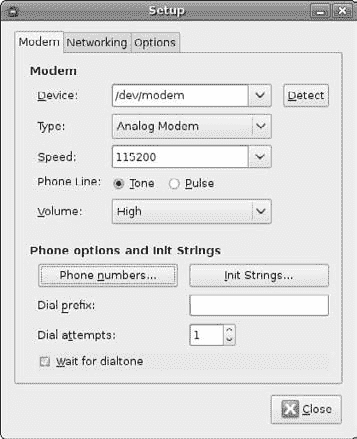 Setup
Modem Networking Options
Modem
Device: /dev/modem Detect
Type: Analog Modem
Speed: 115200
Phone Line: Tone Pulse
Volume: High
Phone options and Init Strings
Phone numbers... Init Strings...
Dial prefix:
Dial attempts: 1
Wait for dialtone
Close